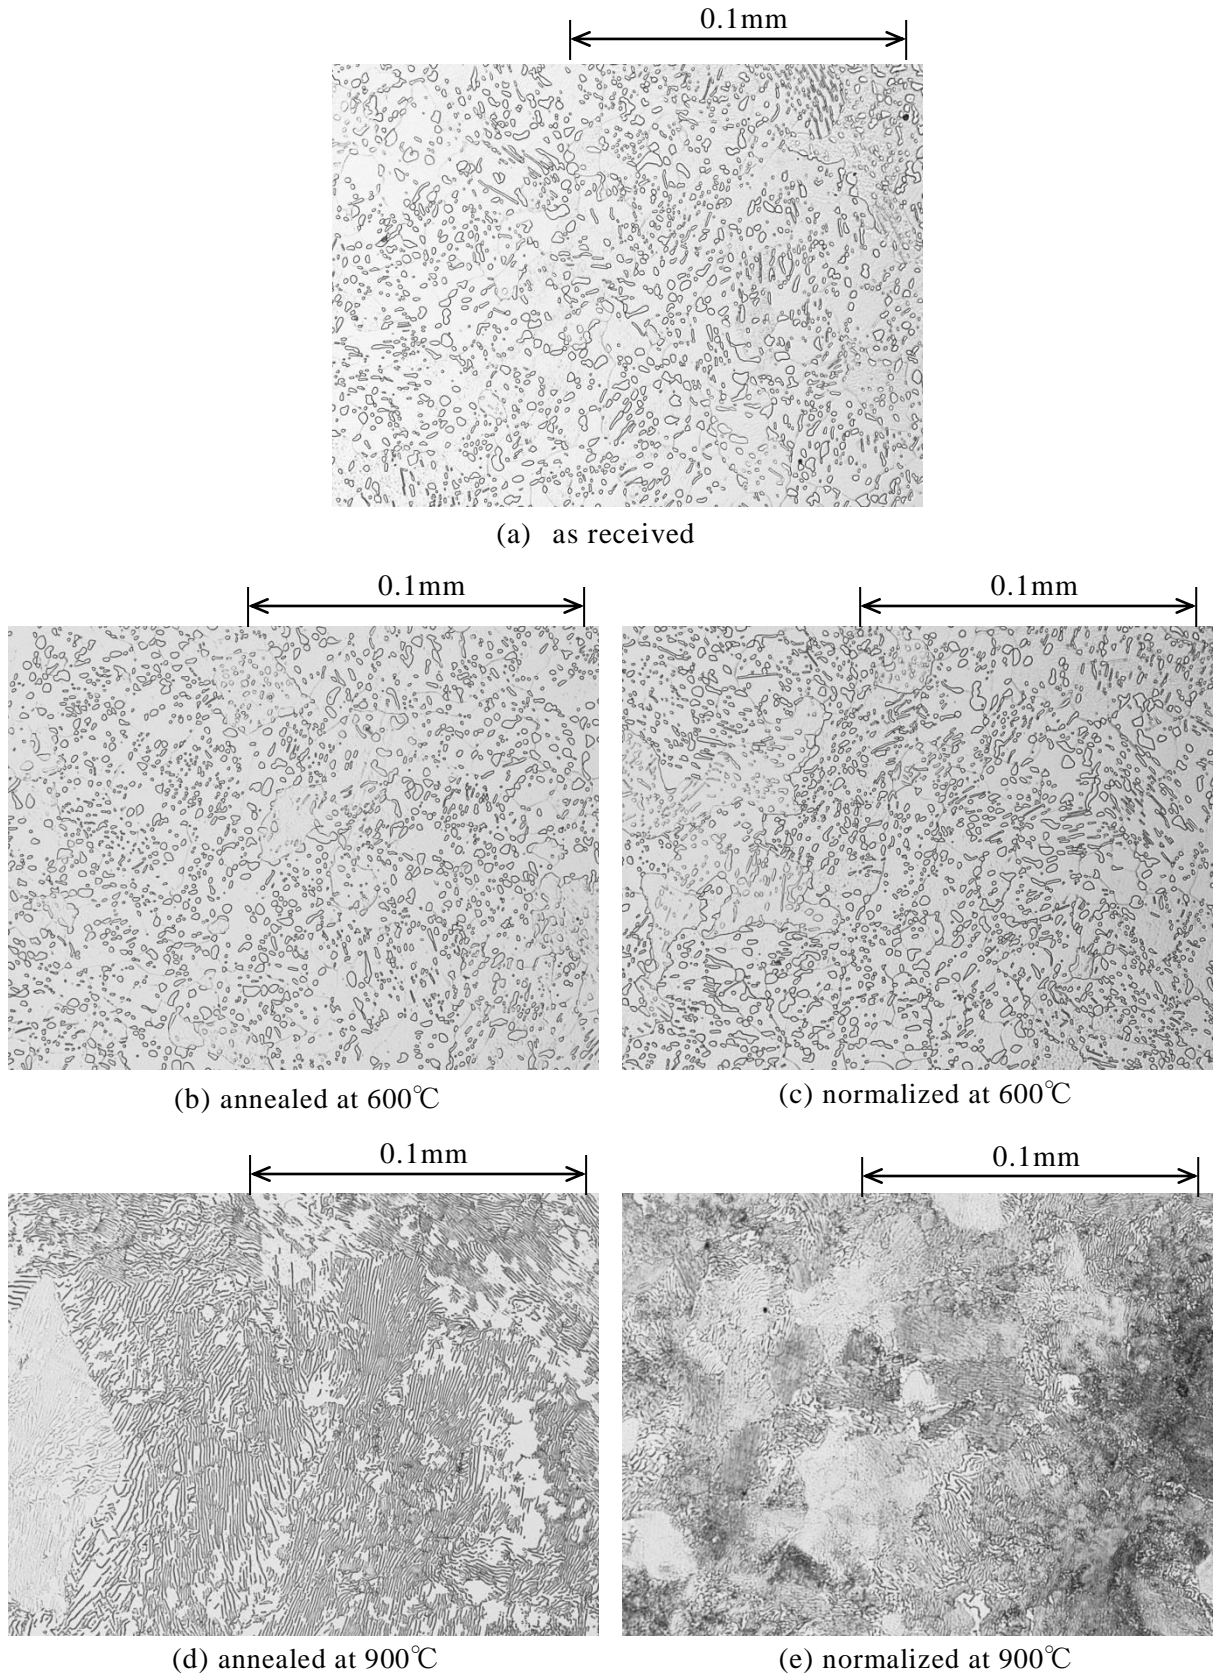 0.1mm
(a) as received
0.1mm
0.1mm
(b) annealed at 600℃
(c) normalized at 600℃
0.1mm
0.1mm
(d) annealed at 900℃
(e) normalized at 900℃